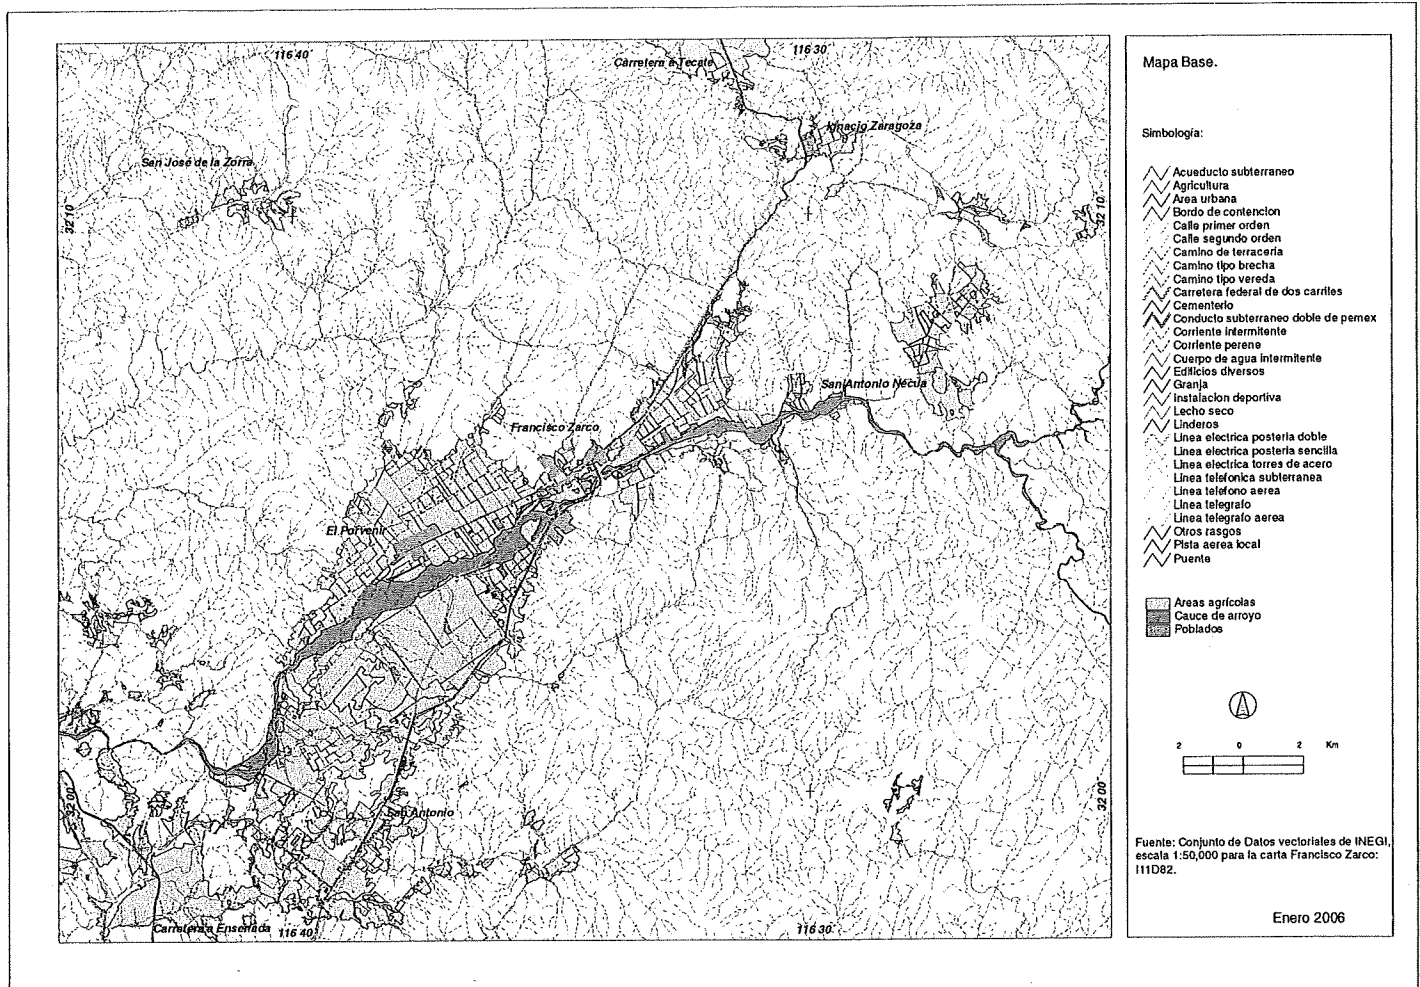 116 40´
116 30´
Carretera a Tecate
Ignacio Zaragoza
San José de la Zorra
32 10´
32 10´
San Antonio Necua
Francisco Zarco
El Porvenir
32 00´
32 00´
San Antonio
Carretera a Ensenada
116 40´
116 30´
Mapa Base.
Simbología:
Acueducto subterraneo
Agricultura
Area urbana
Bordo de contencion
Calle primer orden
Calle segundo orden
Camino de terraceria
Camino tipo brecha
Camino tipo vereda
Carretera federal de dos carriles
Cementerio
Conducto subterraneo doble de pemex
Corriente intermitente
Corriente perene
Cuerpo de agua intermitente
Edificios diversos
Granja
Instalacion deportiva
Lecho seco
Linderos
Linea electrica posteria doble
Linea electrica posteria sencilla
Linea electrica torres de acero
Linea telefonica subterranea
Linea telefono aerea
Linea telegrafo
Linea telegrafo aerea
Otros rasgos
Pista aerea local
Puente
Areas agrícolas
Cauce de arroyo
Poblados
2 0 2 Km
Fuente: Conjunto de Datos vectoriales de INEGI,
escala 1:50,000 para la carta Francisco Zarco:
I11D82.
Enero 2006